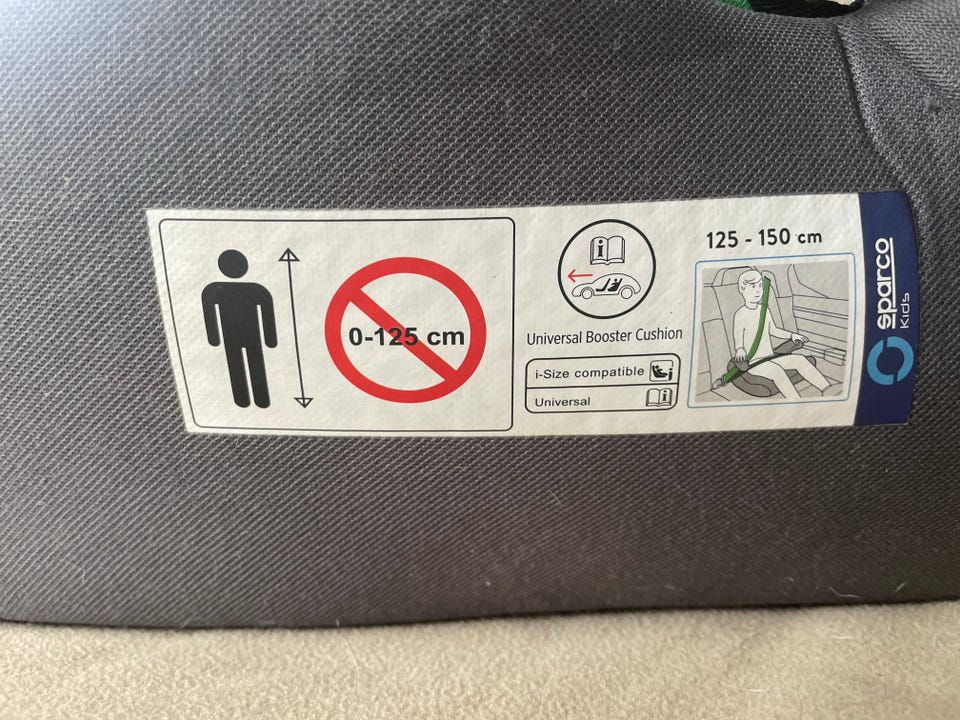 0-125 cm
i
Universal Booster Cushion
i-Size compatible
i
Universal
i
125 - 150 cm
sparco
Kids